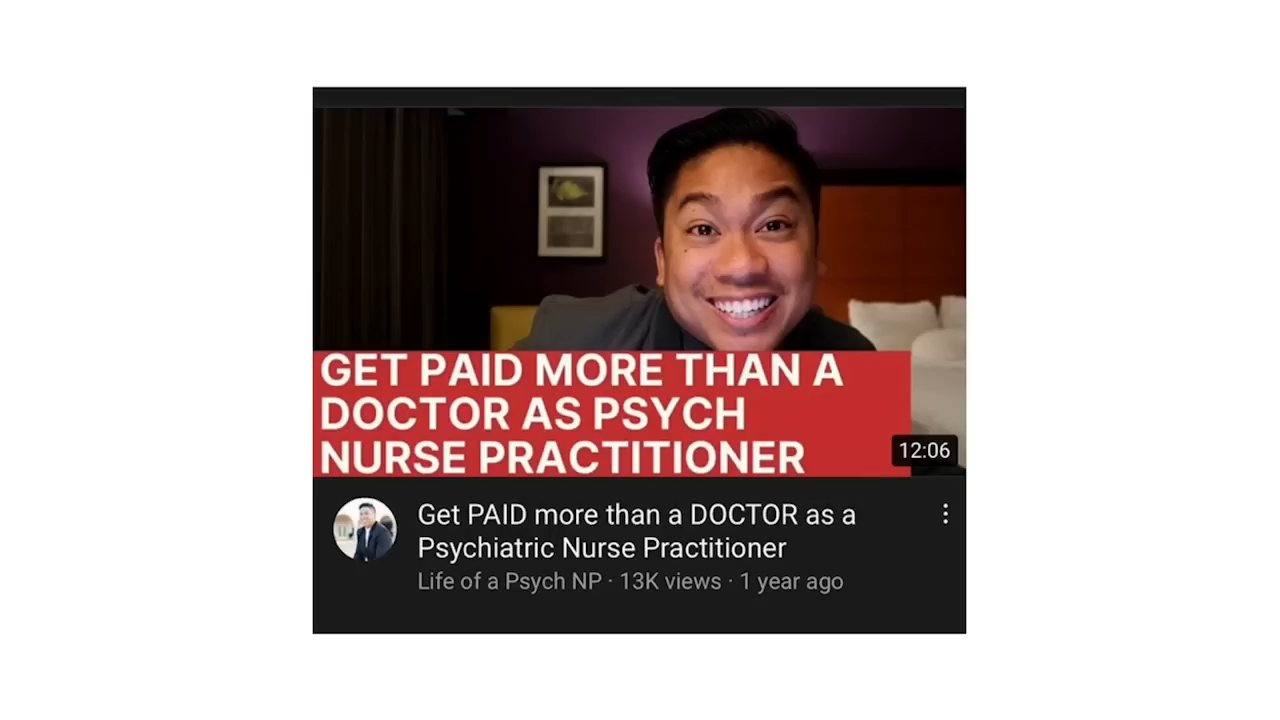 GET PAID MORE THAN A
DOCTOR AS PSYCH
NURSE PRACTITIONER
12:06
Get PAID more than a DOCTOR as a
Psychiatric Nurse Practitioner
Life of a Psych NP · 13K views · 1 year ago